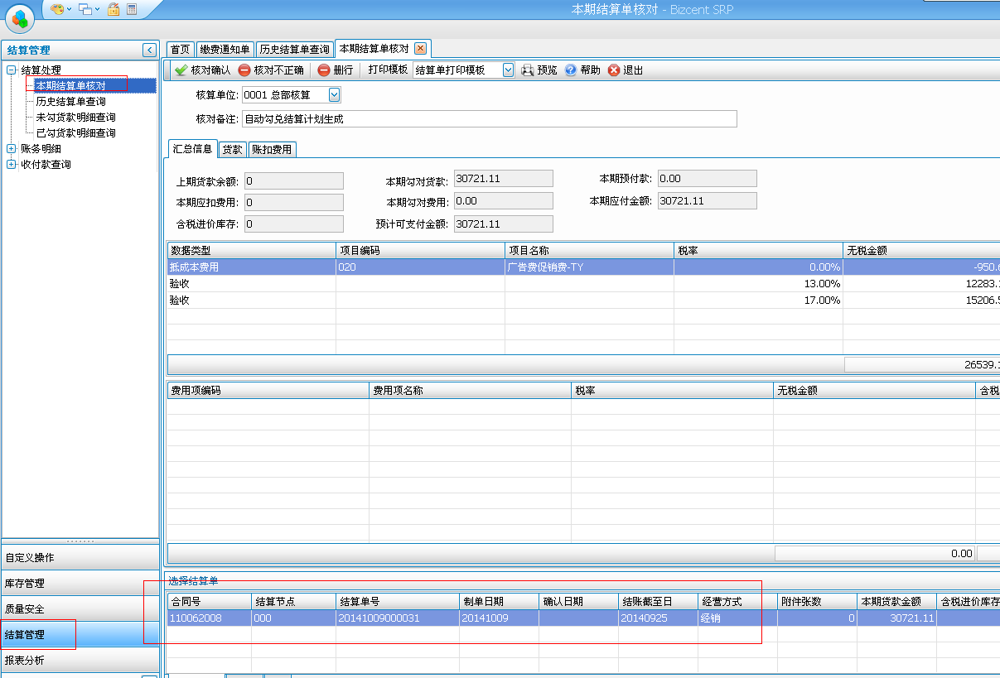 本期结算单核对 - Bizcent SRP
结算管理
首页 缴费通知单 历史结算单查询 本期结算单核对
结算处理
本期结算单核对
历史结算单查询
未勾货款明细查询
已勾货款明细查询
账务明细
收付款查询
核对确认 核对不正确 删行 打印模板 结算单打印模板 预览 帮助 退出
核算单位: 0001 总部核算
核对备注: 自动勾兑结算计划生成
汇总信息 货款 账扣费用
上期货款余额: 0 本期勾对货款: 30721.11 本期预付款: 0.00
本期应扣费用: 0 本期勾对费用: 0.00 本期应付金额: 30721.11
含税进价库存: 0 预计可支付金额: 30721.11
数据类型 项目编码 项目名称 税率 无税金额
抵成本费用 020 广告费促销费-TY 0.00% -950.6
验收 13.00% 12283.1
验收 17.00% 15206.5
26539.1
费用项编码 费用项名称 税率 无税金额 含税
0.00
自定义操作
库存管理
质量安全
结算管理
报表分析
选择结算单
合同号 结算节点 结算单号 制单日期 确认日期 结账截至日 经营方式 附件张数 本期货款金额 含税进价库存
110062008 000 20141009000031 20141009 20140925 经销 0 30721.11